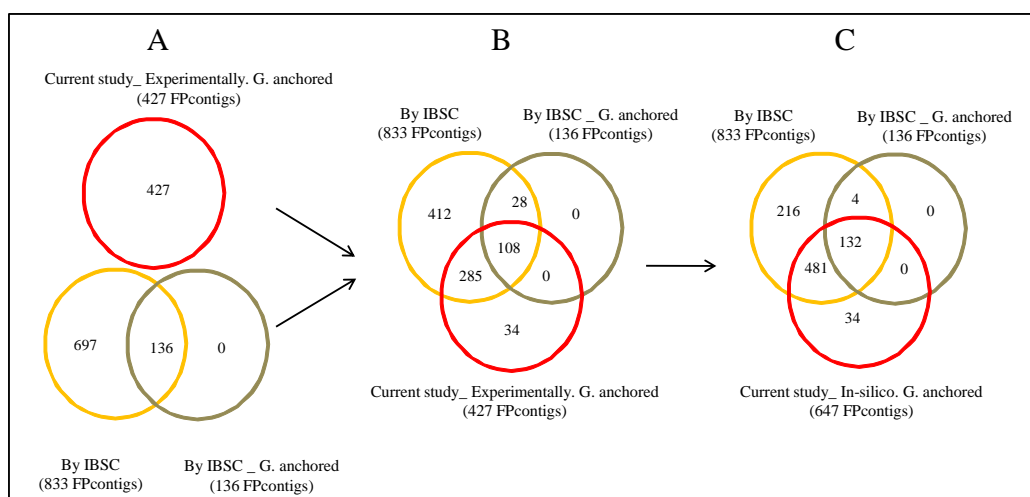 A
Current study_ Experimentally. G. anchored
(427 FPcontigs)
427
697
136
0
By IBSC
(833 FPcontigs)
By IBSC _ G. anchored
(136 FPcontigs)
B
By IBSC
(833 FPcontigs)
By IBSC _ G. anchored
(136 FPcontigs)
412
28
0
108
285
0
34
Current study_ Experimentally. G. anchored
(427 FPcontigs)
C
By IBSC
(833 FPcontigs)
By IBSC _ G. anchored
(136 FPcontigs)
216
4
0
132
481
0
34
Current study_ In-silico. G. anchored
(647 FPcontigs)